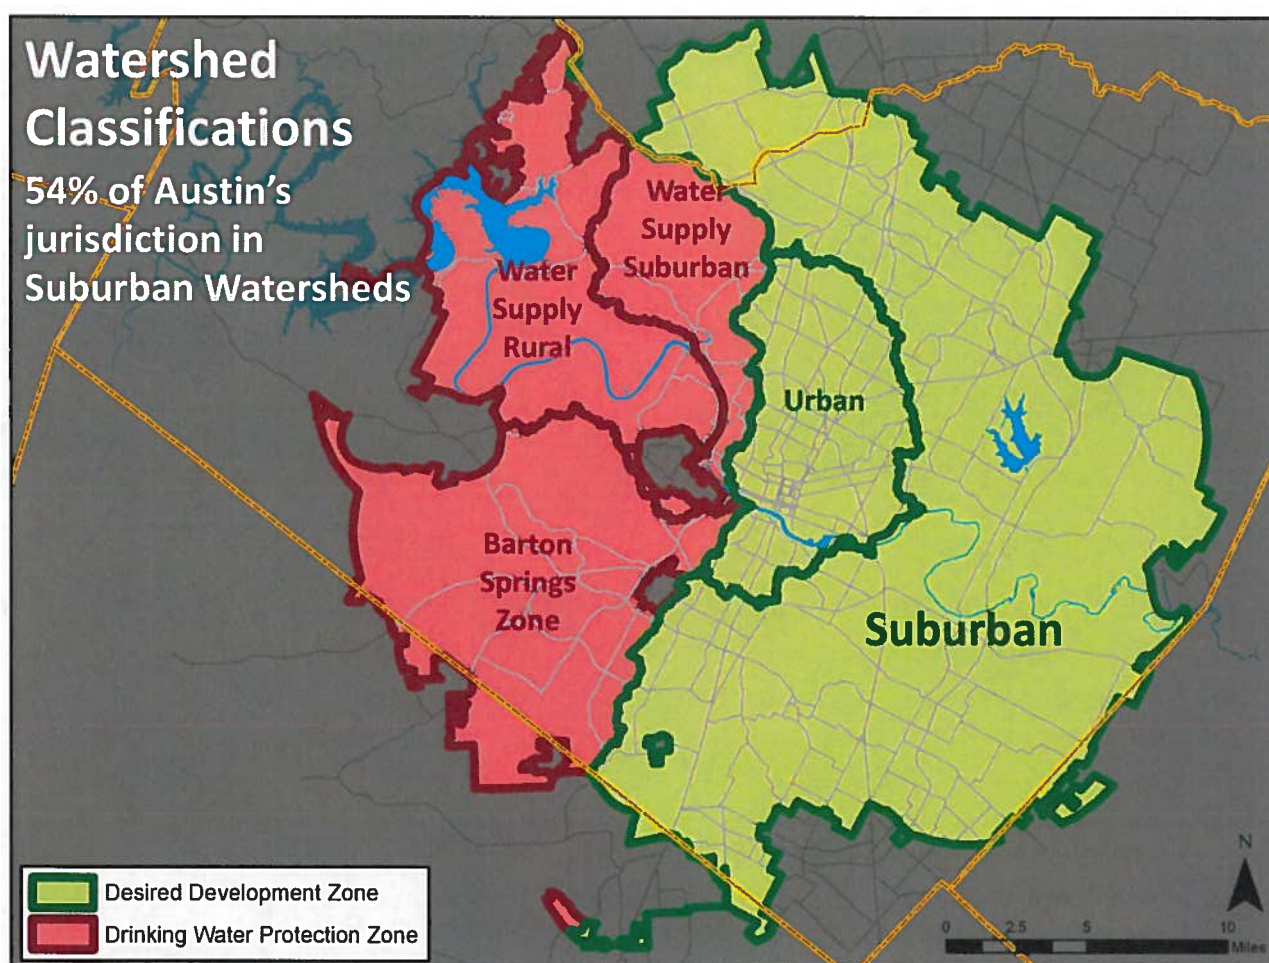 Watershed
Classifications
54% of Austin's
jurisdiction in
Suburban Watersheds
Water
Supply
Suburban
Water
Supply
Rural
Urban
Barton
Springs
Zone
Suburban
Desired Development Zone
Drinking Water Protection Zone
N
0 2.5 5 10
Miles